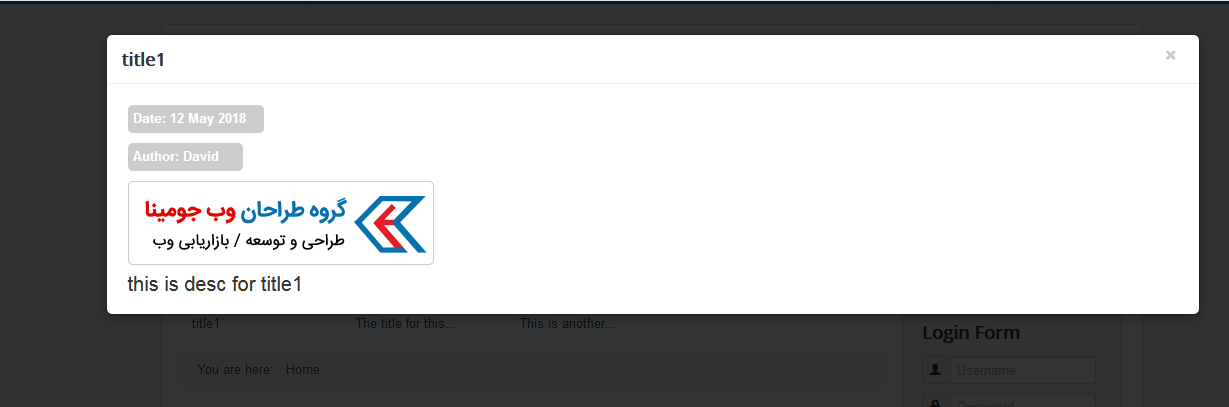 title1
×
Date: 12 May 2018
Author: David
گروه طراحان وب جومینا
طراحی و توسعه / بازاریابی وب
this is desc for title1
title1 The title for this... This is another...
Login Form
You are here: Home
Username
Password